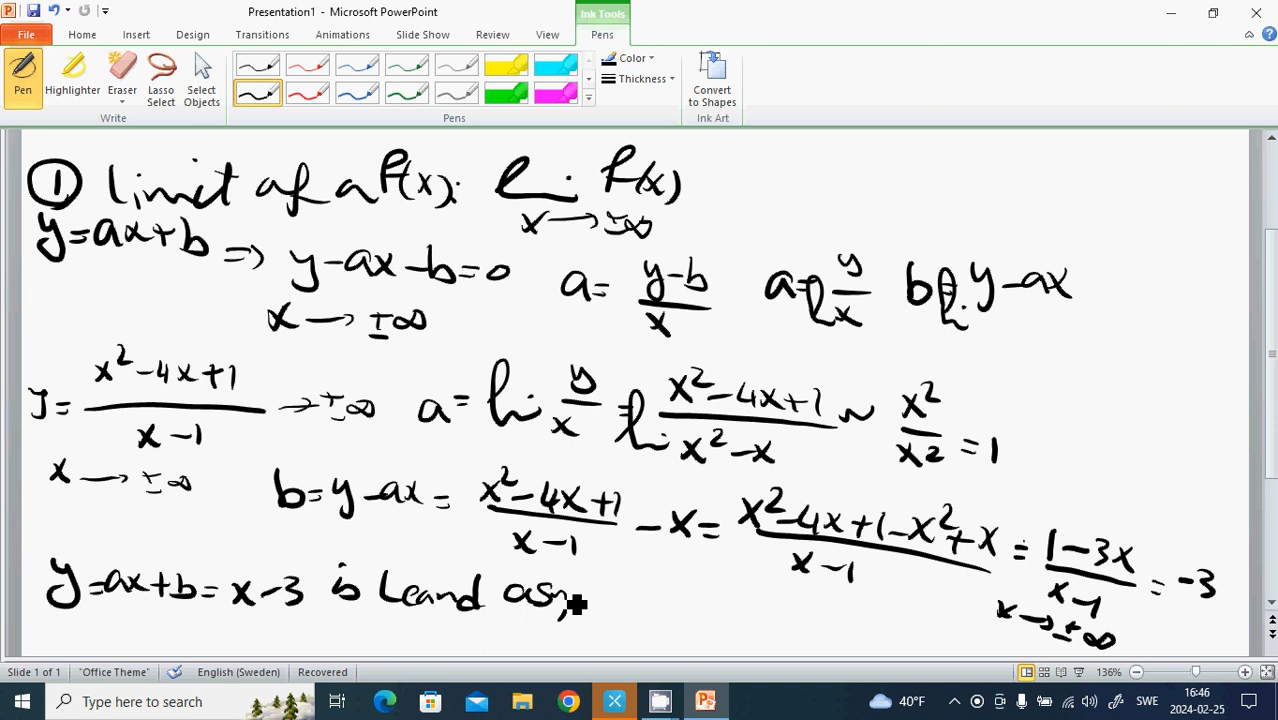 Presentation1 - Microsoft PowerPoint
Ink Tools
File Home Insert Design Transitions Animations Slide Show Review View Pens
Pen Highlighter Eraser Lasso Select Select Objects
Color Thickness
Convert to Shapes
Write Pens Ink Art
① limit of a f(x): lim f(x)
x → ±∞
y=ax+b ⇒ y-ax-b=0 a= y-b/x a=l y/x b=l. y-ax
x → ±∞
y= x²-4x+1/x-1 → ±∞ a= lim y/x = lim x²-4x+1/x²-x ~ x²/x2 =1
x → ±∞
b=y-ax= x²-4x+1/x-1 -x= x²-4x+1-x²+x/x-1 = 1-3x/x-1 = -3
x → ±∞
y=ax+b= x-3 is Leand asy
Slide 1 of 1 "Office Theme" English (Sweden) Recovered 136%
Type here to search 40°F SWE 16:46
2024-02-25